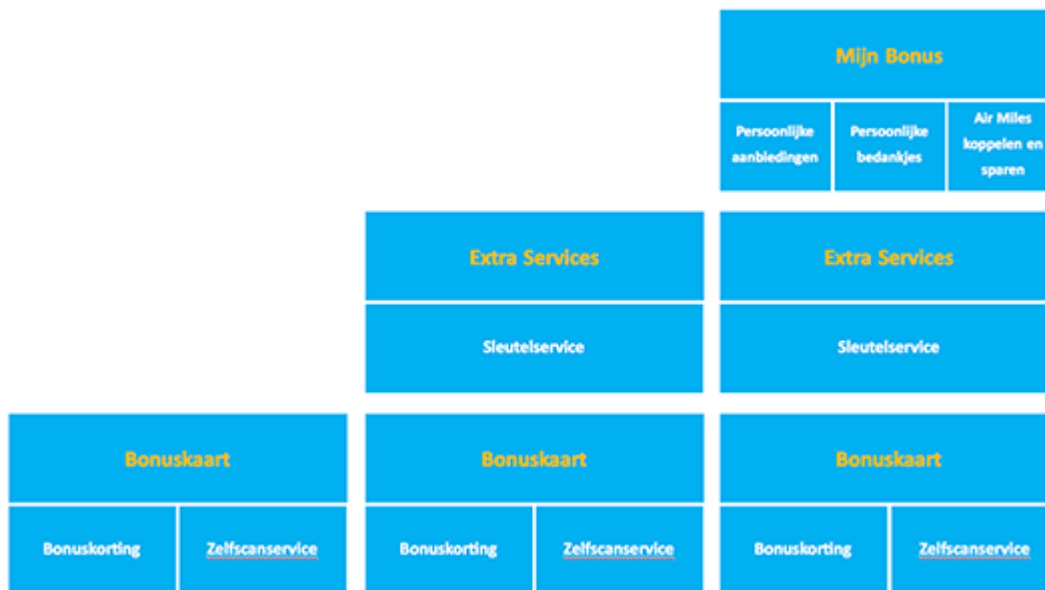 Mijn Bonus
Persoonlijke
aanbiedingen
Persoonlijke
bedankjes
Air Miles
koppelen en
sparen
Extra Services
Extra Services
Sleutelservice
Sleutelservice
Bonuskaart
Bonuskaart
Bonuskaart
Bonuskorting
Zelfscanservice
Bonuskorting
Zelfscanservice
Bonuskorting
Zelfscanservice